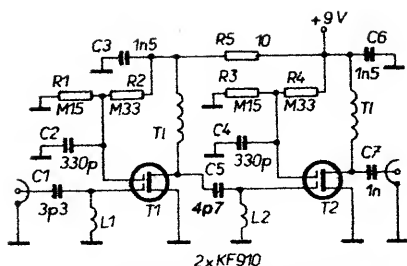 +9V
C3 1n5 R5 10 C6
1n5
R1 R2 R3 R4
M15 M33 M15 M33
Tl Tl
C2 C4
330p 330p
C5 C7
C1 4p7 1n
3p3 L1 T1 L2 T2
2xKF910